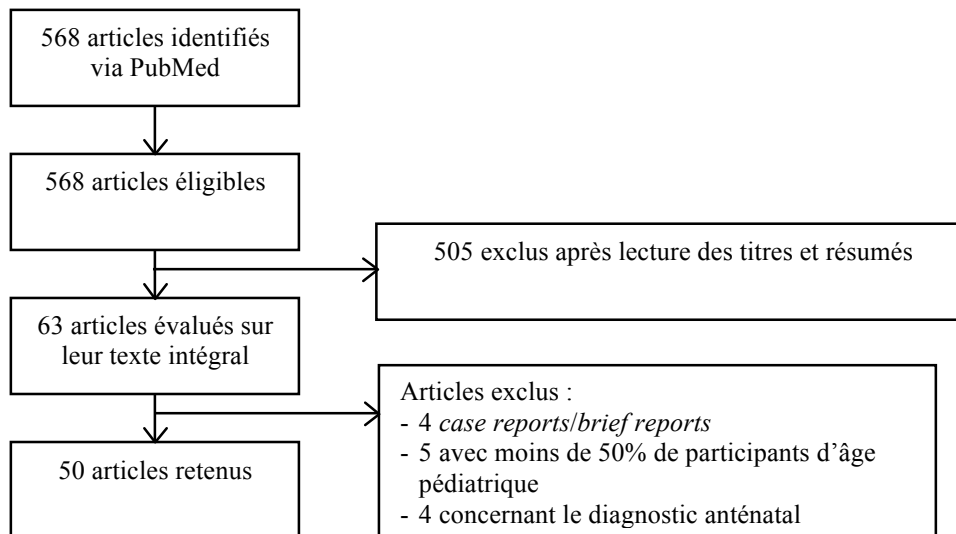 568 articles identifiés
via PubMed
568 articles éligibles
505 exclus après lecture des titres et résumés
63 articles évalués sur
leur texte intégral
Articles exclus :
- 4 case reports/brief reports
- 5 avec moins de 50% de participants d’âge
pédiatrique
- 4 concernant le diagnostic anténatal
50 articles retenus